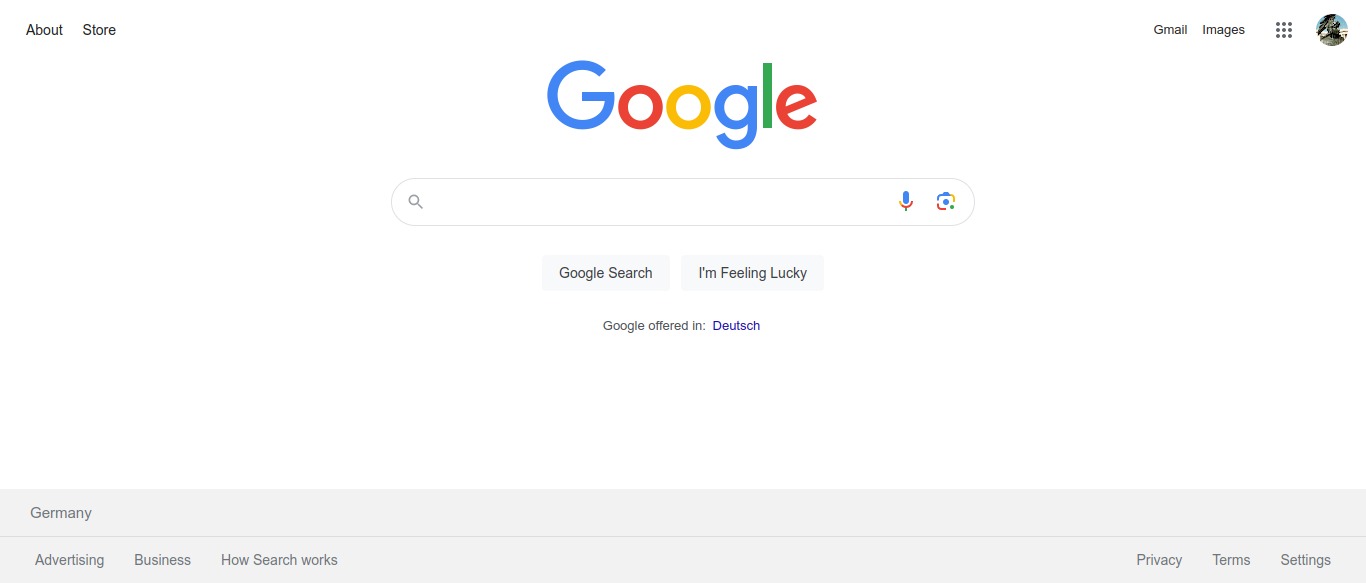 About Store
Gmail Images
Google
Google Search
I'm Feeling Lucky
Google offered in: Deutsch
Germany
Advertising Business How Search works
Privacy Terms Settings